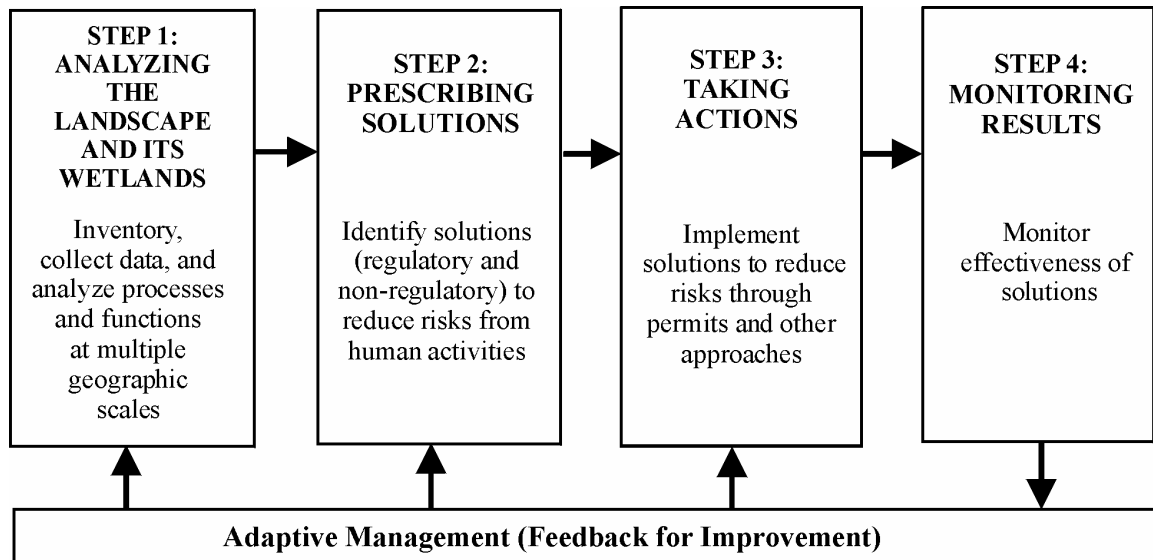 STEP 1:
ANALYZING
THE
LANDSCAPE
AND ITS
WETLANDS
Inventory,
collect data, and
analyze processes
and functions
at multiple
geographic
scales
STEP 2:
PRESCRIBING
SOLUTIONS
Identify solutions
(regulatory and
non-regulatory) to
reduce risks from
human activities
STEP 3:
TAKING
ACTIONS
Implement
solutions to reduce
risks through
permits and other
approaches
STEP 4:
MONITORING
RESULTS
Monitor
effectiveness of
solutions
Adaptive Management (Feedback for Improvement)